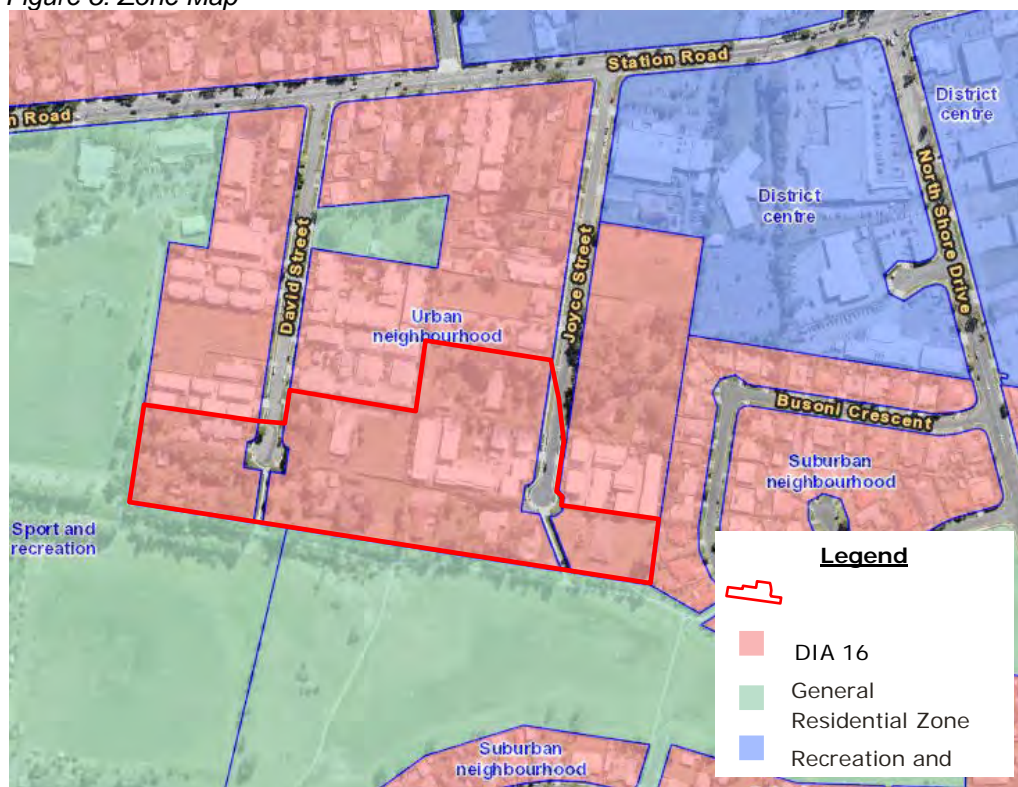 Figure 3: Zone Map
Station Road
n Road
District
centre
North Shore Drive
District
centre
David Street
Joyce Street
Urban
neighbourhood
Busoni Crescent
Suburban
neighbourhood
Sport and
recreation
Legend
DIA 16
General
Residential Zone
Recreation and
Suburban
neighbourhood